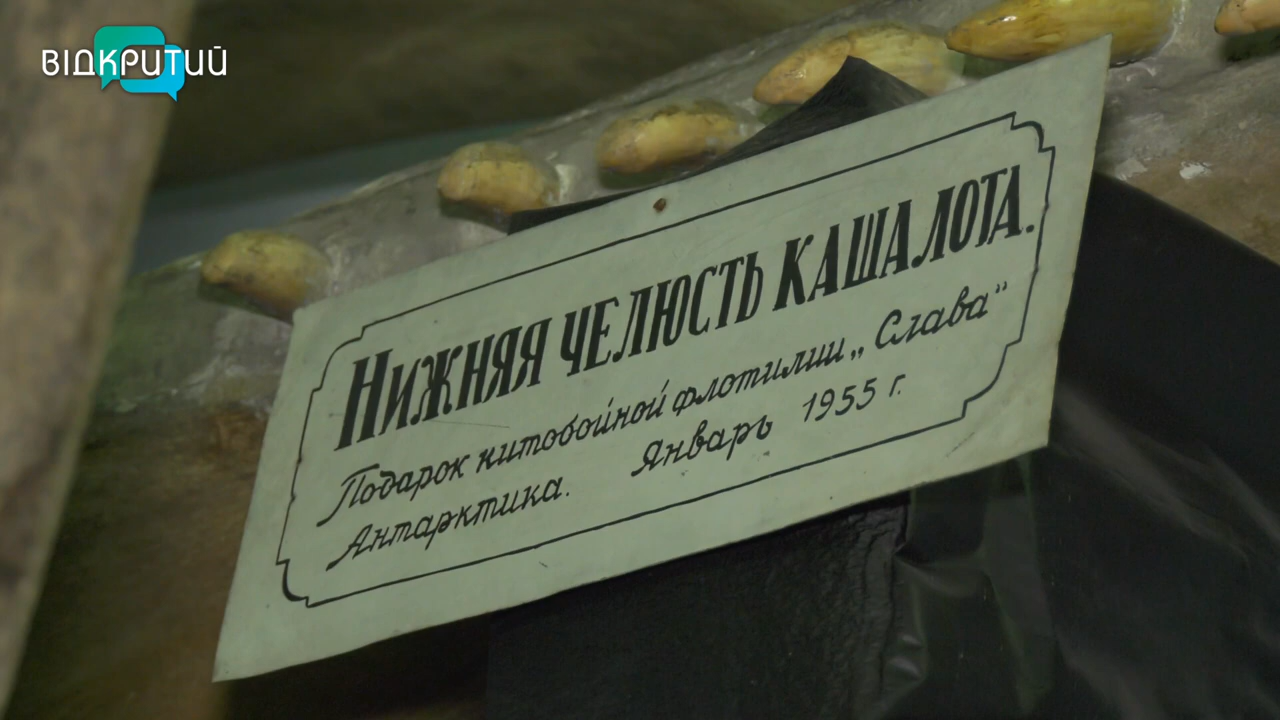 ВІДКРИТИЙ
НИЖНЯЯ ЧЕЛЮСТЬ КАШАЛОТА.
Подарок китобойной флотилии „Слава"
Антарктика. Январь 1955 г.